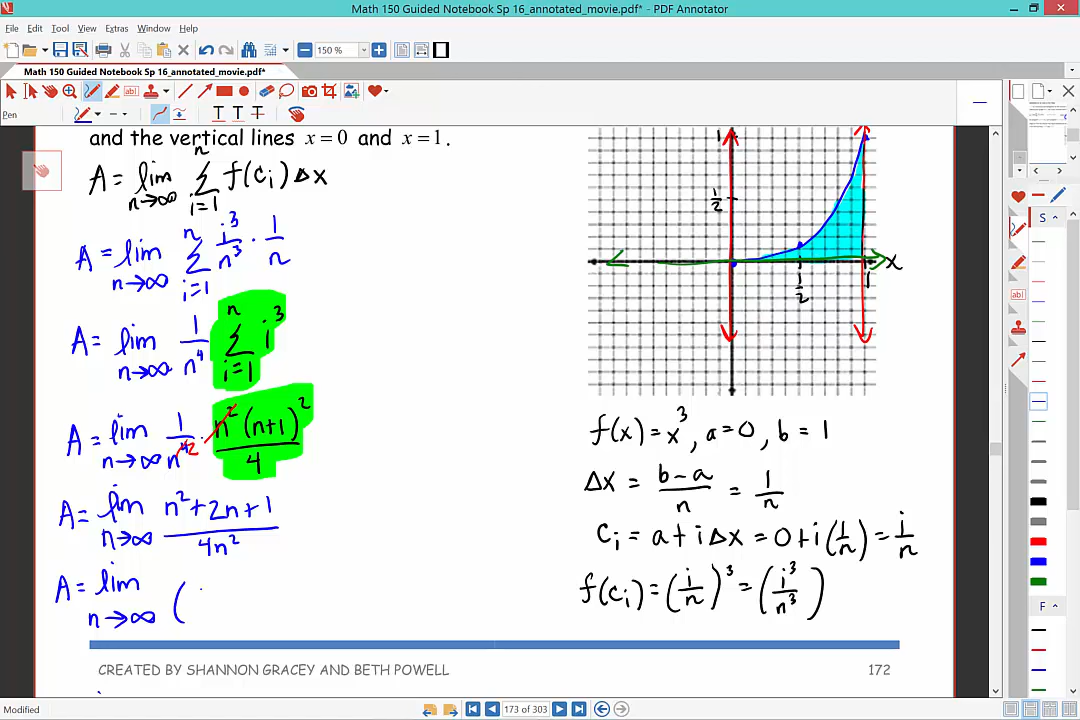 Math 150 Guided Notebook Sp 16_annotated_movie.pdf* - PDF Annotator
File Edit Tool View Extras Window Help
150 %
Math 150 Guided Notebook Sp 16_annotated_movie.pdf*
Pen
and the vertical lines x = 0 and x = 1.
A = lim n→∞ Σ i=1 n f(ci) Δx
A = lim n→∞ Σ i=1 n i³/n³ · 1/n
A = lim n→∞ 1/n⁴ Σ i=1 n i³
A = lim n→∞ 1/n⁴ 2 · n²(n+1)²/4
A = lim n→∞ n²+2n+1/4n²
A = lim n→∞ (
1
1/2
x
1/2
1
f(x) = x³, a=0, b = 1
Δx = b-a/n = 1/n
ci = a + i Δx = 0 + i(1/n) = i/n
f(ci) = (i/n)³ = (i³/n³)
CREATED BY SHANNON GRACEY AND BETH POWELL
172
S
F
Modified
173 of 303